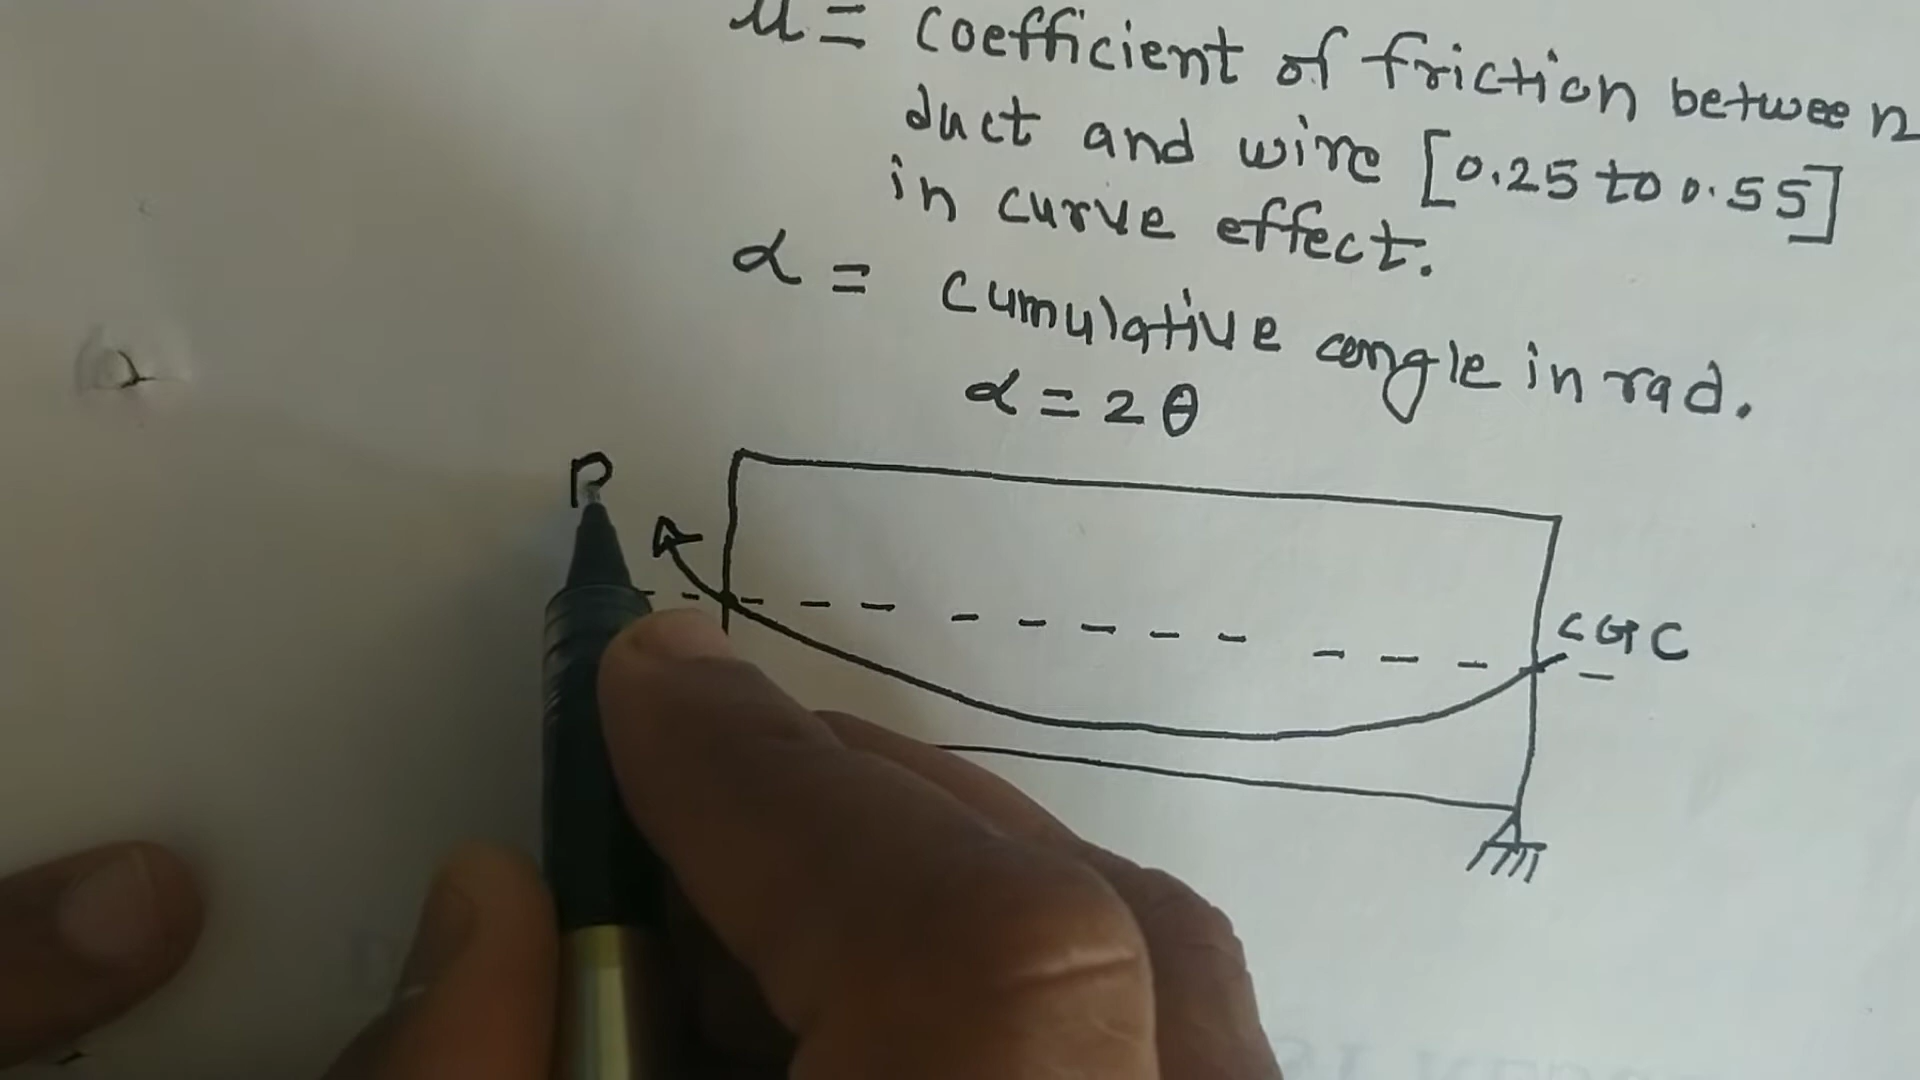 μ = coefficient of friction between
duct and wire [0.25 to 0.55]
in curve effect.
α = cumulative angle in rad.
α = 2θ
P
CGC